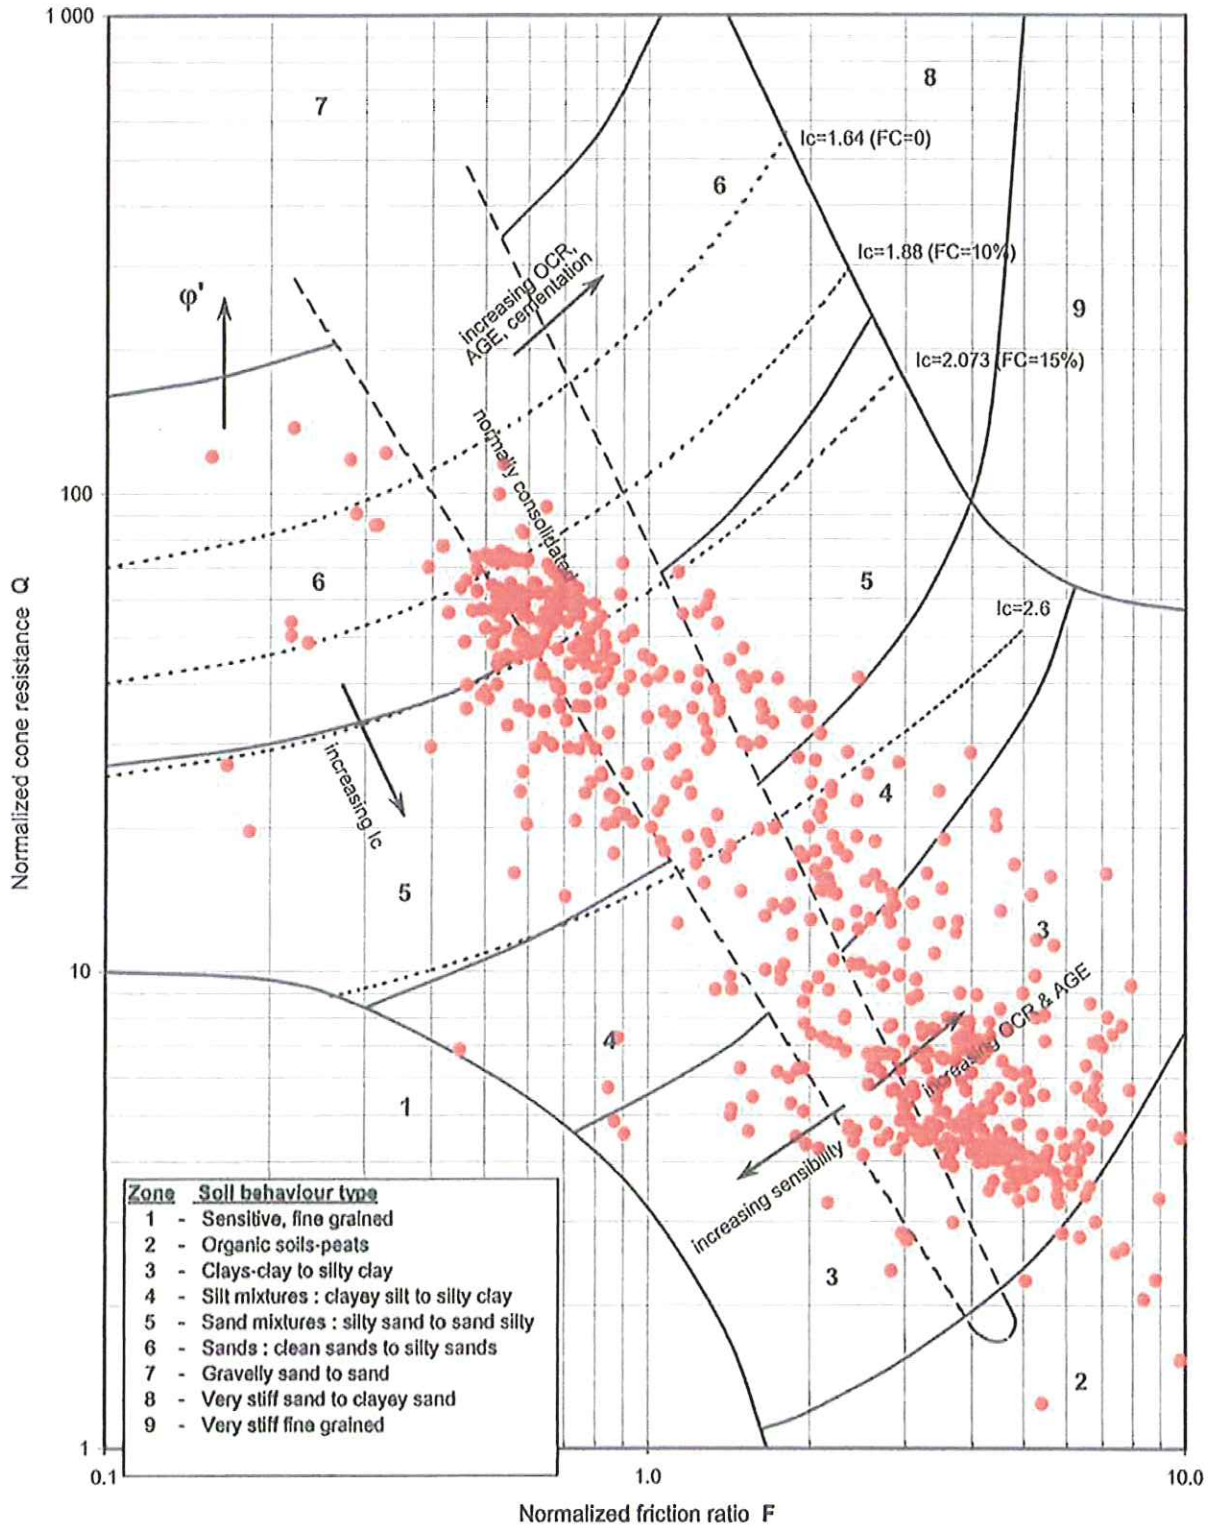 1 000
7
8
Ic=1.64 (FC=0)
6
Ic=1.88 (FC=10%)
9
φ'
increasing OCR,
AGE, cementation
Ic=2.073 (FC=15%)
normally consolidated
100
6
5
Ic=2.6
Normalized cone resistance Q
increasing Ic
4
5
3
10
increasing OCR & AGE
4
1
increasing sensibility
3
2
Zone Soil behaviour type
1 - Sensitive, fine grained
2 - Organic soils-peats
3 - Clays-clay to silty clay
4 - Silt mixtures : clayey silt to silty clay
5 - Sand mixtures : silty sand to sand silty
6 - Sands : clean sands to silty sands
7 - Gravelly sand to sand
8 - Very stiff sand to clayey sand
9 - Very stiff fine grained
1
0.1
1.0
10.0
Normalized friction ratio F